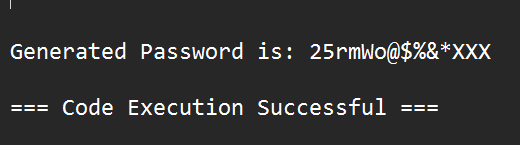 Generated Password is: 25rmWo@$%&*XXX
=== Code Execution Successful ===